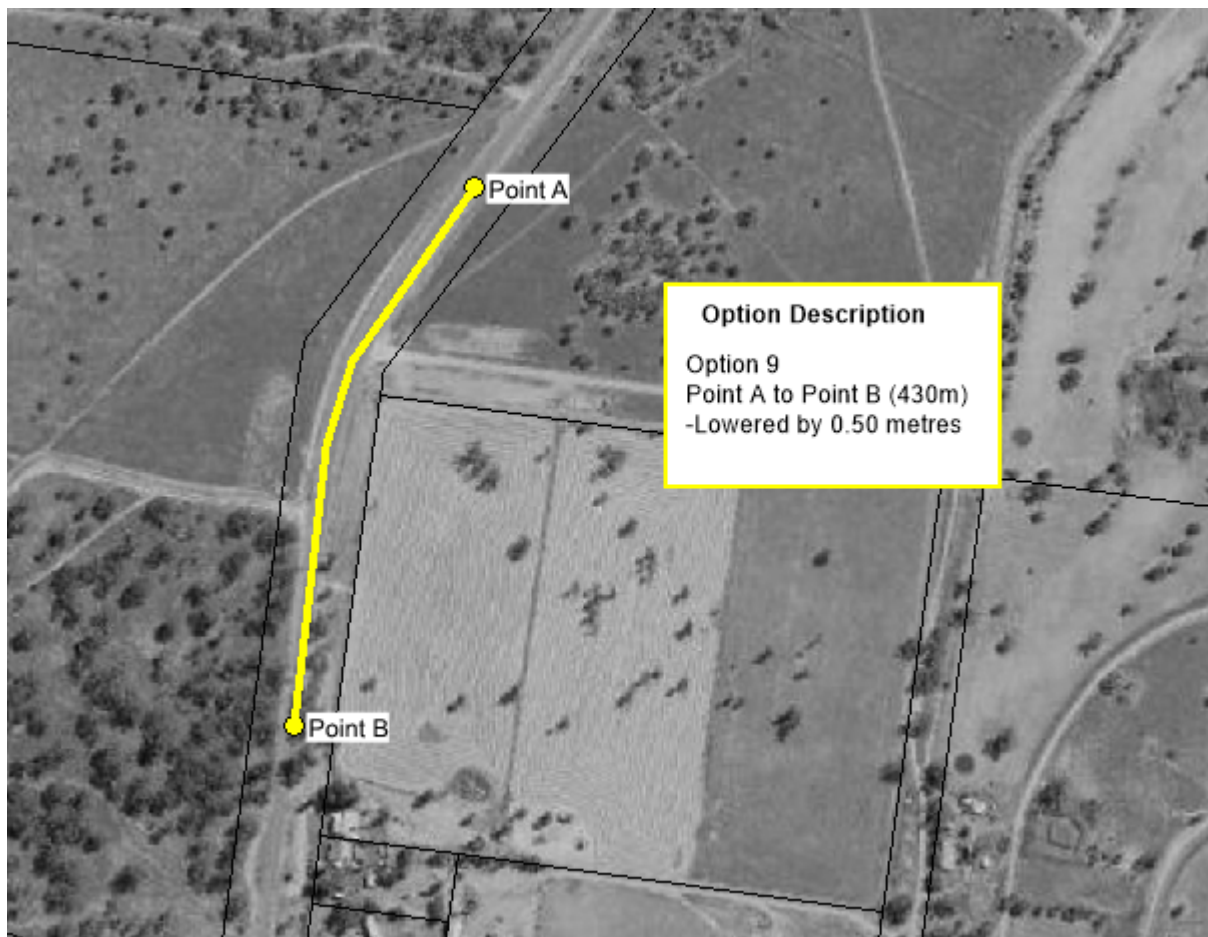 Point A
Option Description
Option 9
Point A to Point B (430m)
-Lowered by 0.50 metres
Point B